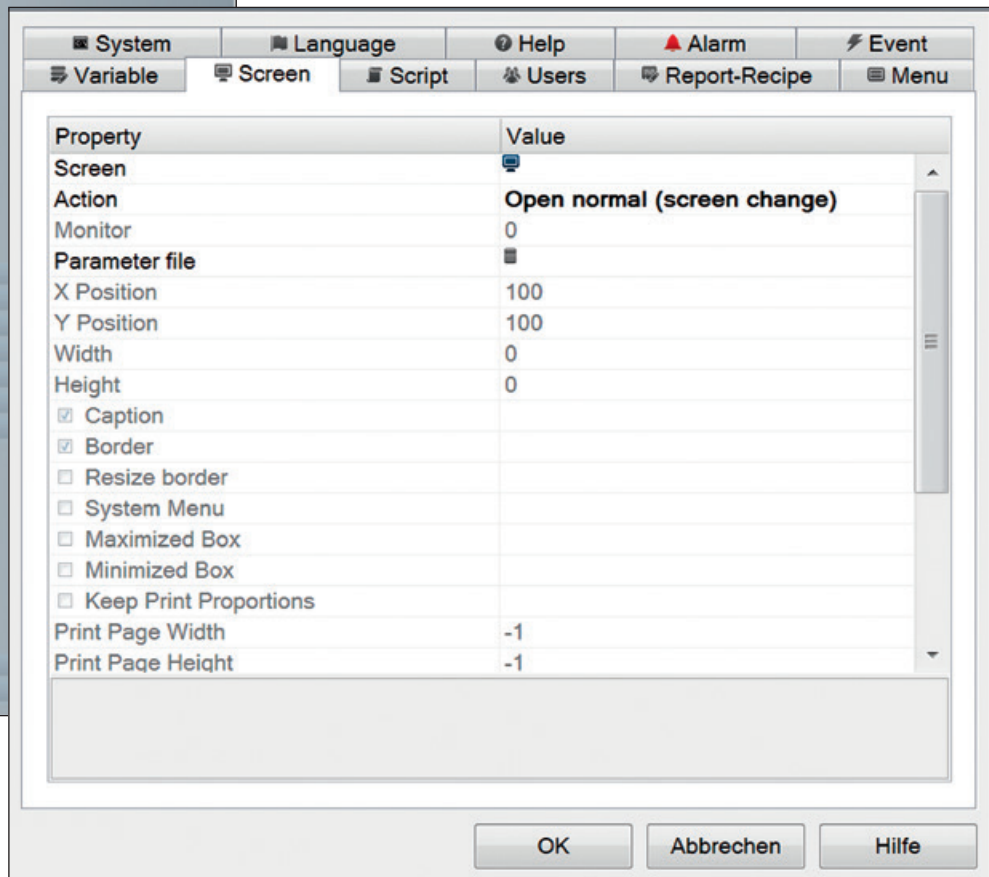 System Language Help Alarm Event
Variable Screen Script Users Report-Recipe Menu
Property Value
Screen
Action Open normal (screen change)
Monitor 0
Parameter file
X Position 100
Y Position 100
Width 0
Height 0
Caption
Border
Resize border
System Menu
Maximized Box
Minimized Box
Keep Print Proportions
Print Page Width -1
Print Page Height -1
OK Abbrechen Hilfe